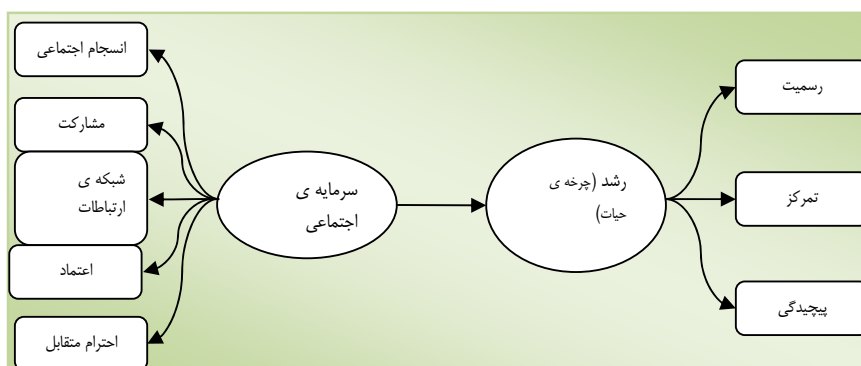 رسمیت
تمرکز
پیچیدگی
رشد (چرخه ی
حیات)
سرمایه ی
اجتماعی
انسجام اجتماعی
مشارکت
شبکه ی
ارتباطات
اعتماد
احترام متقابل